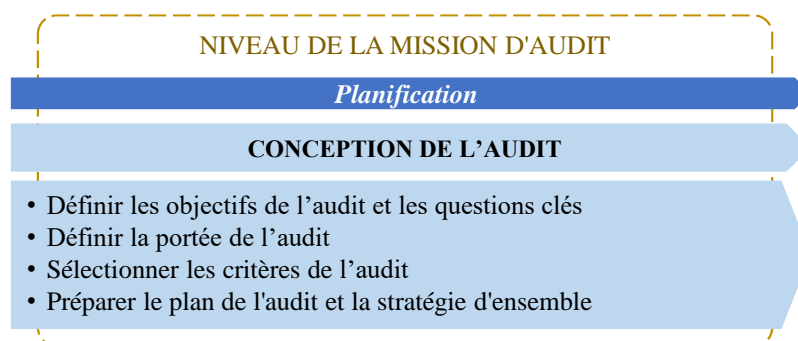 NIVEAU DE LA MISSION D'AUDIT
Planification
CONCEPTION DE L’AUDIT
• Définir les objectifs de l’audit et les questions clés
• Définir la portée de l’audit
• Sélectionner les critères de l’audit
• Préparer le plan de l'audit et la stratégie d'ensemble